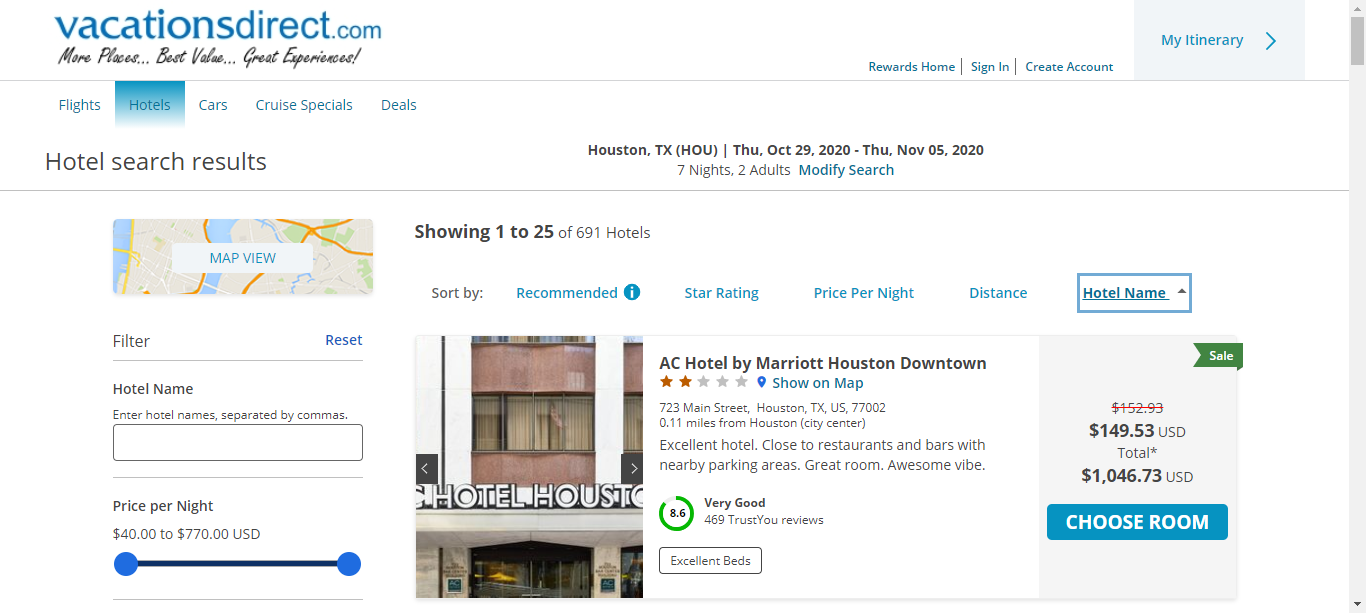 vacationsdirect.com
More Places... Best Value... Great Experiences!
My Itinerary
Rewards Home
Sign In
Create Account
Flights
Hotels
Cars
Cruise Specials
Deals
Hotel search results
Houston, TX (HOU) | Thu, Oct 29, 2020 - Thu, Nov 05, 2020
7 Nights, 2 Adults Modify Search
MAP VIEW
Filter
Reset
Hotel Name
Enter hotel names, separated by commas.
Price per Night
$40.00 to $770.00 USD
Showing 1 to 25 of 691 Hotels
Sort by:
Recommended
Star Rating
Price Per Night
Distance
Hotel Name
HOTEL HOUSTO
AC
AC Hotel by Marriott Houston Downtown
Show on Map
723 Main Street, Houston, TX, US, 77002
0.11 miles from Houston (city center)
Excellent hotel. Close to restaurants and bars with
nearby parking areas. Great room. Awesome vibe.
8.6
Very Good
469 TrustYou reviews
Excellent Beds
Sale
$152.93
$149.53 USD
Total*
$1,046.73 USD
CHOOSE ROOM